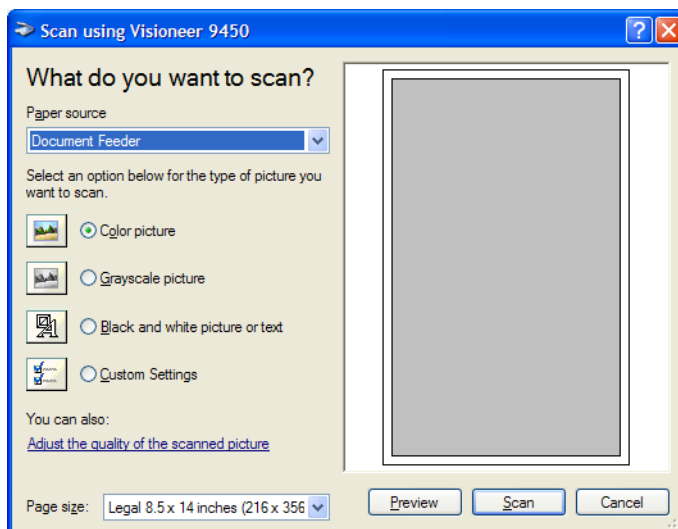 Scan using Visioneer 9450
What do you want to scan?
Paper source
Document Feeder
Select an option below for the type of picture you
want to scan.
Color picture
Grayscale picture
Black and white picture or text
Custom Settings
You can also:
Adjust the quality of the scanned picture
Page size: Legal 8.5 x 14 inches (216 x 356
Preview Scan Cancel